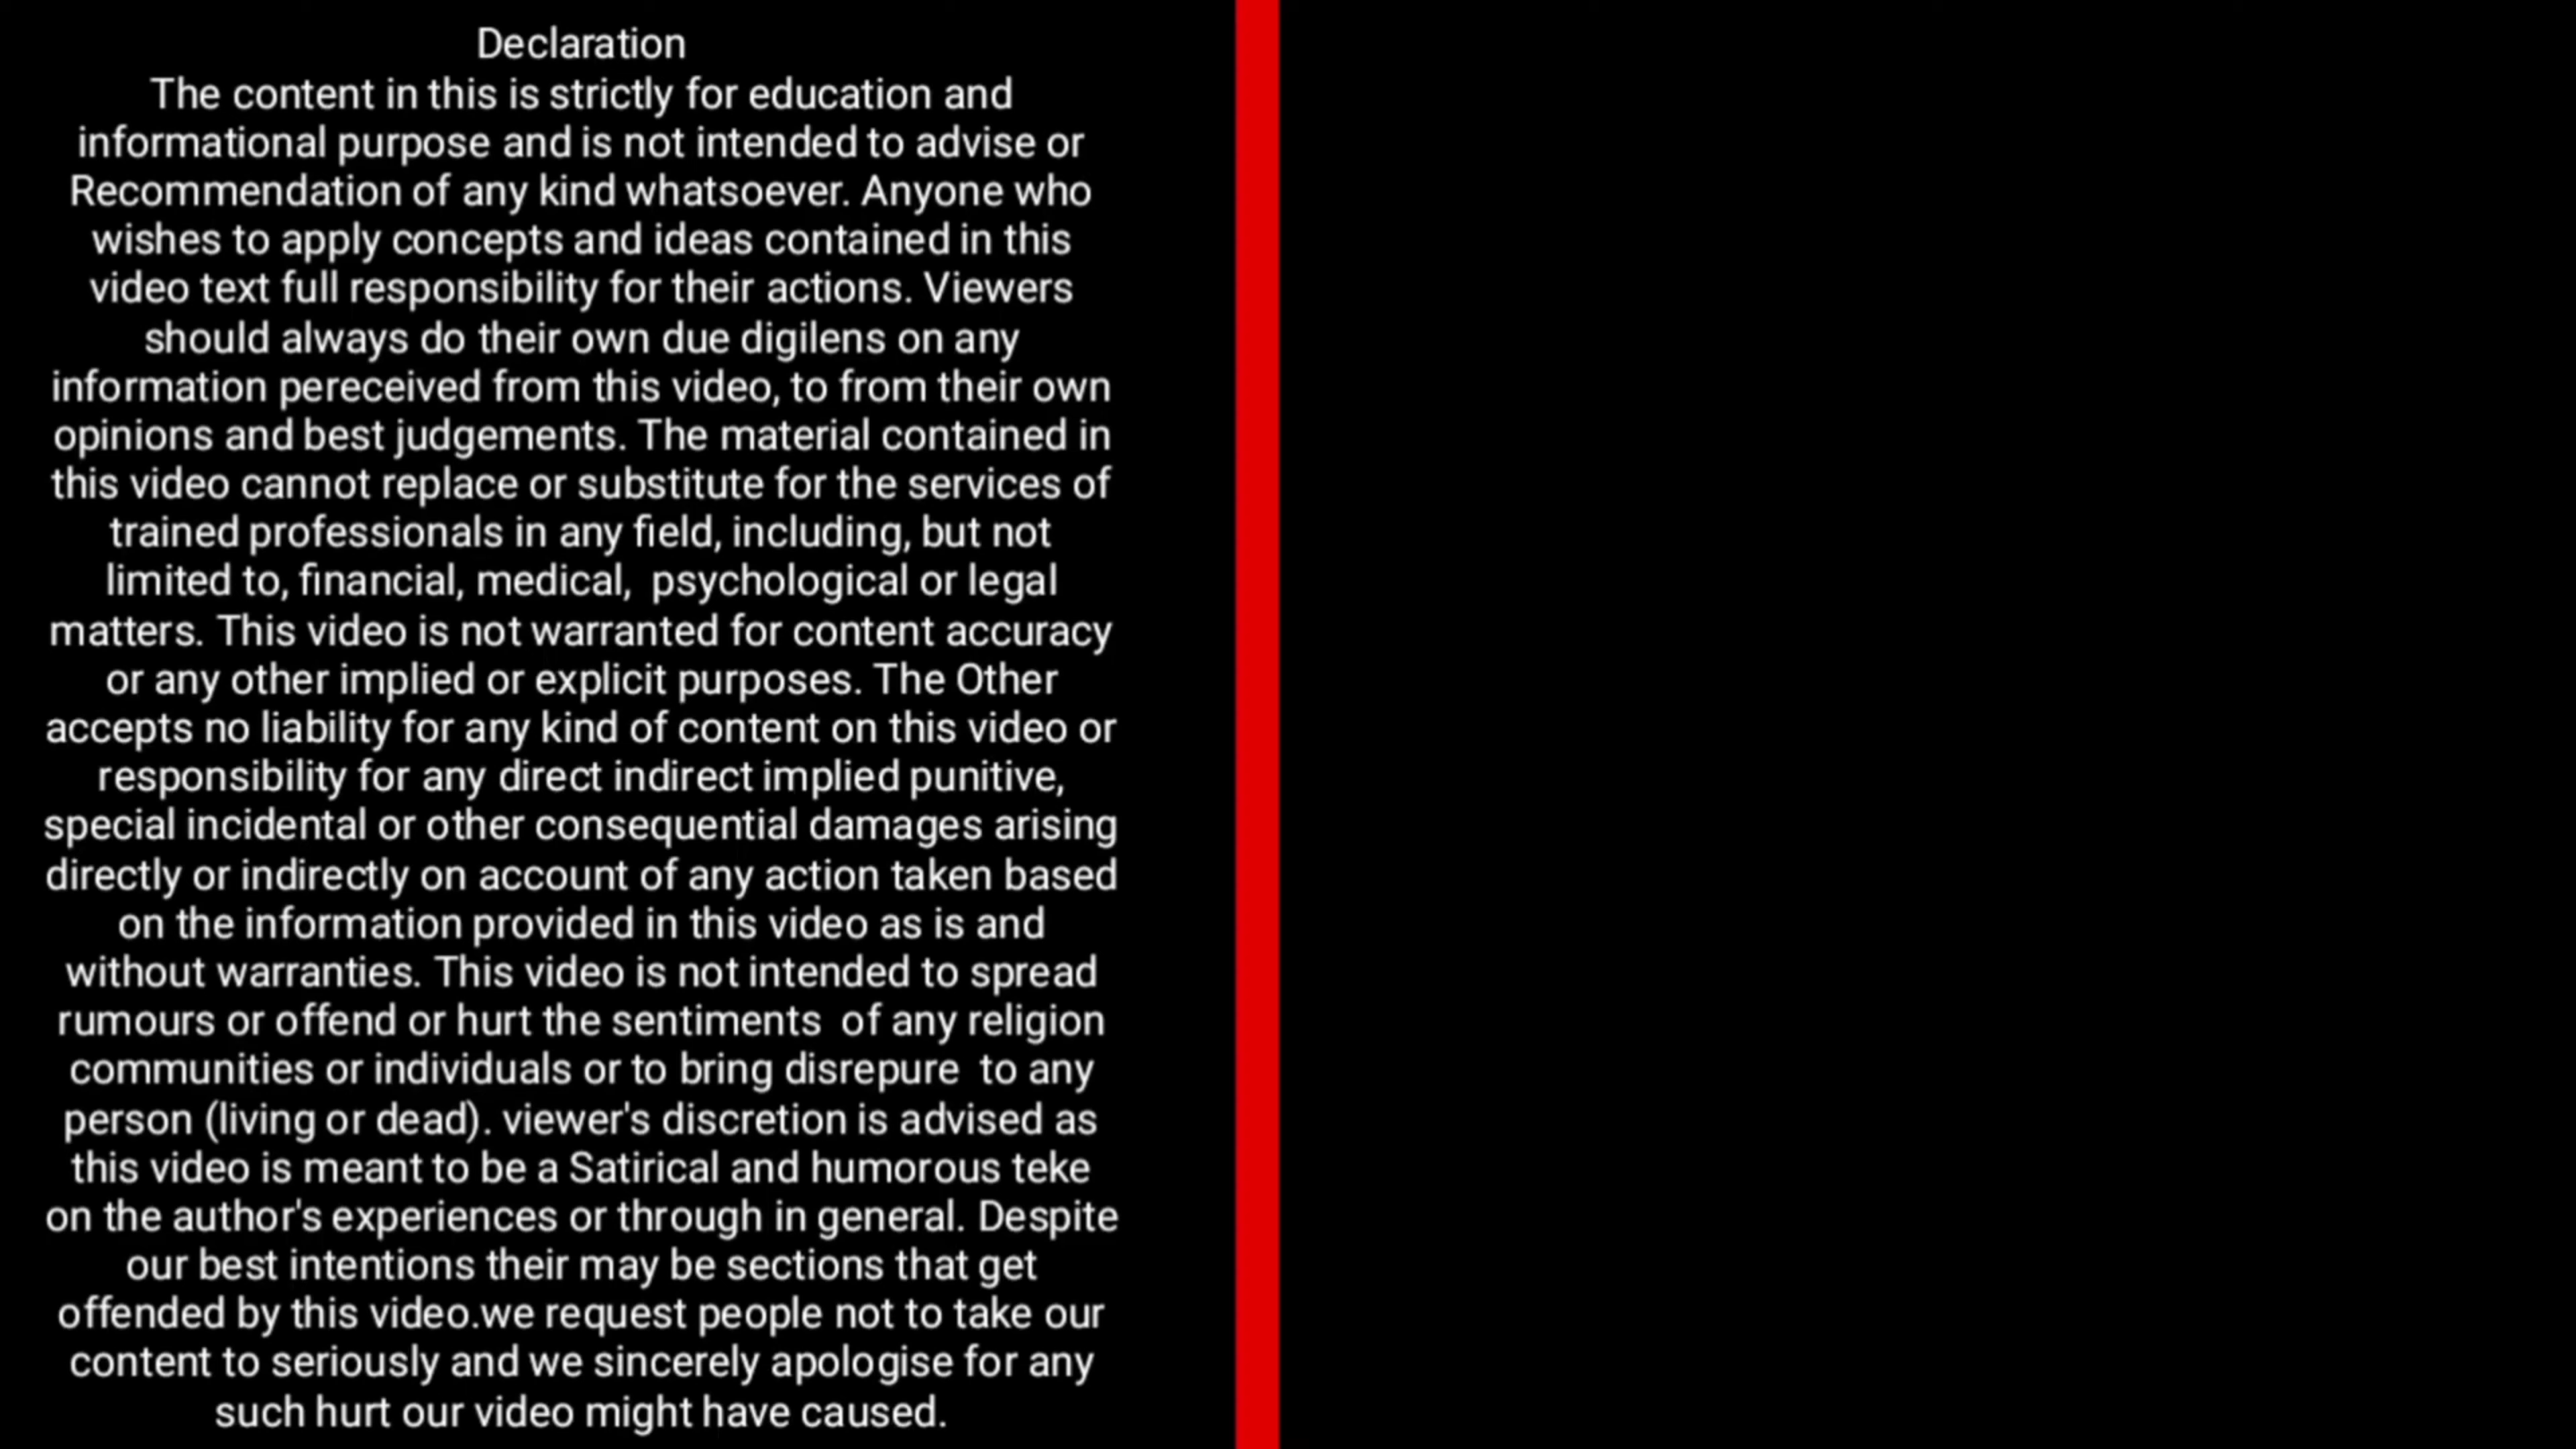 Declaration
The content in this is strictly for education and
informational purpose and is not intended to advise or
Recommendation of any kind whatsoever. Anyone who
wishes to apply concepts and ideas contained in this
video text full responsibility for their actions. Viewers
should always do their own due digilens on any
information pereceived from this video, to from their own
opinions and best judgements. The material contained in
this video cannot replace or substitute for the services of
trained professionals in any field, including, but not
limited to, financial, medical,  psychological or legal
matters. This video is not warranted for content accuracy
or any other implied or explicit purposes. The Other
accepts no liability for any kind of content on this video or
responsibility for any direct indirect implied punitive,
special incidental or other consequential damages arising
directly or indirectly on account of any action taken based
on the information provided in this video as is and
without warranties. This video is not intended to spread
rumours or offend or hurt the sentiments  of any religion
communities or individuals or to bring disrepure  to any
person (living or dead). viewer's discretion is advised as
this video is meant to be a Satirical and humorous teke
on the author's experiences or through in general. Despite
our best intentions their may be sections that get
offended by this video.we request people not to take our
content to seriously and we sincerely apologise for any
such hurt our video might have caused.